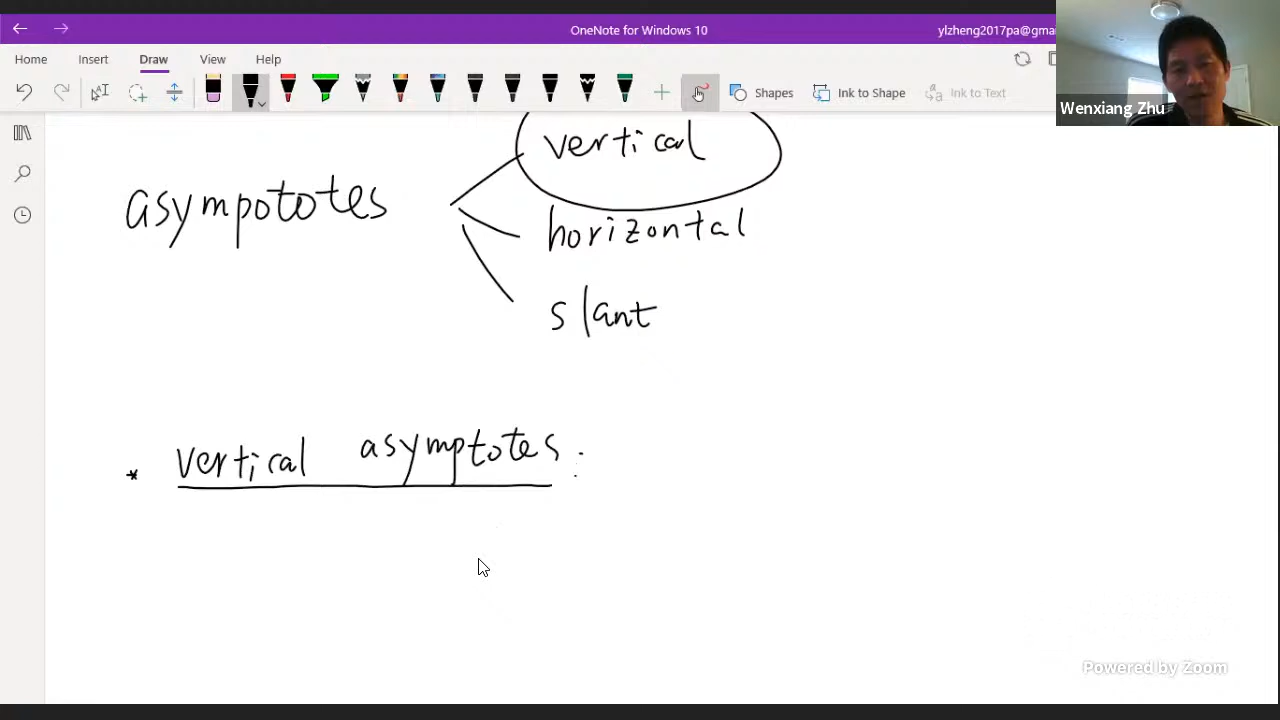 OneNote for Windows 10
ylzheng2017pa@gma
Home Insert Draw View Help
Shapes Ink to Shape Ink to Text
Wenxiang Zhu
vertical
asympototes
horizontal
slant
* vertical asymptotes:
Powered by Zoom